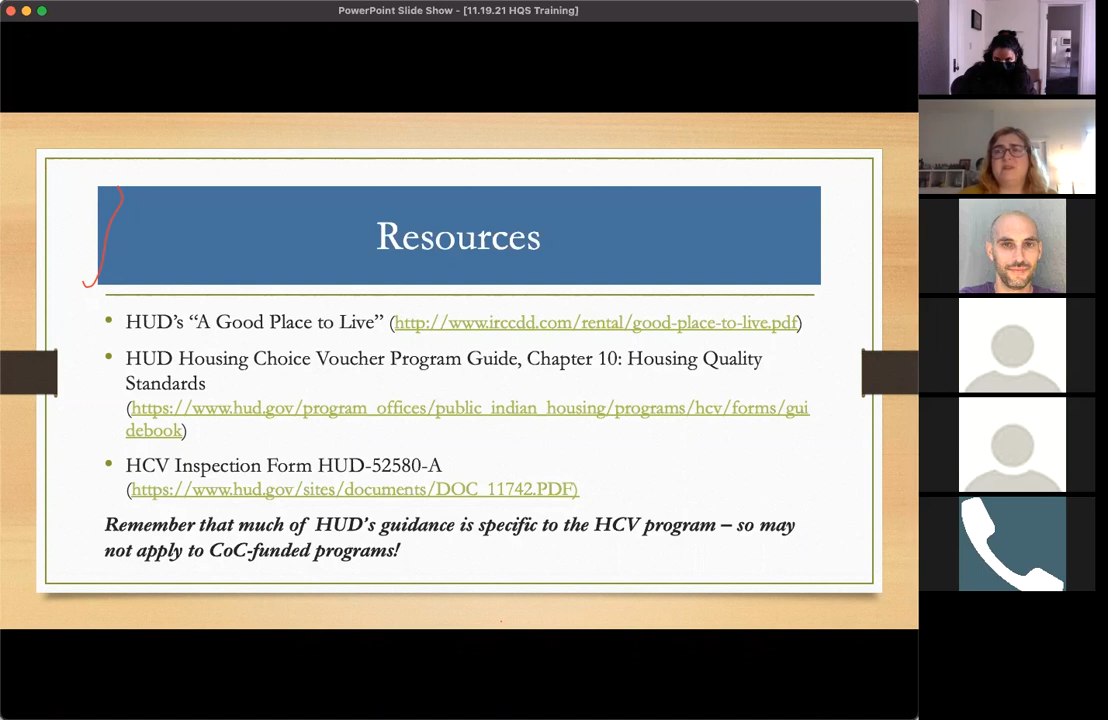 PowerPoint Slide Show - [11.19.21 HQS Training]
Resources
• HUD's “A Good Place to Live” (http://www.irccdd.com/rental/good-place-to-live.pdf)
• HUD Housing Choice Voucher Program Guide, Chapter 10: Housing Quality
Standards
(https://www.hud.gov/program_offices/public_indian_housing/programs/hcv/forms/gui
debook)
• HCV Inspection Form HUD-52580-A
(https://www.hud.gov/sites/documents/DOC_11742.PDF)
Remember that much of HUD's guidance is specific to the HCV program – so may
not apply to CoC-funded programs!